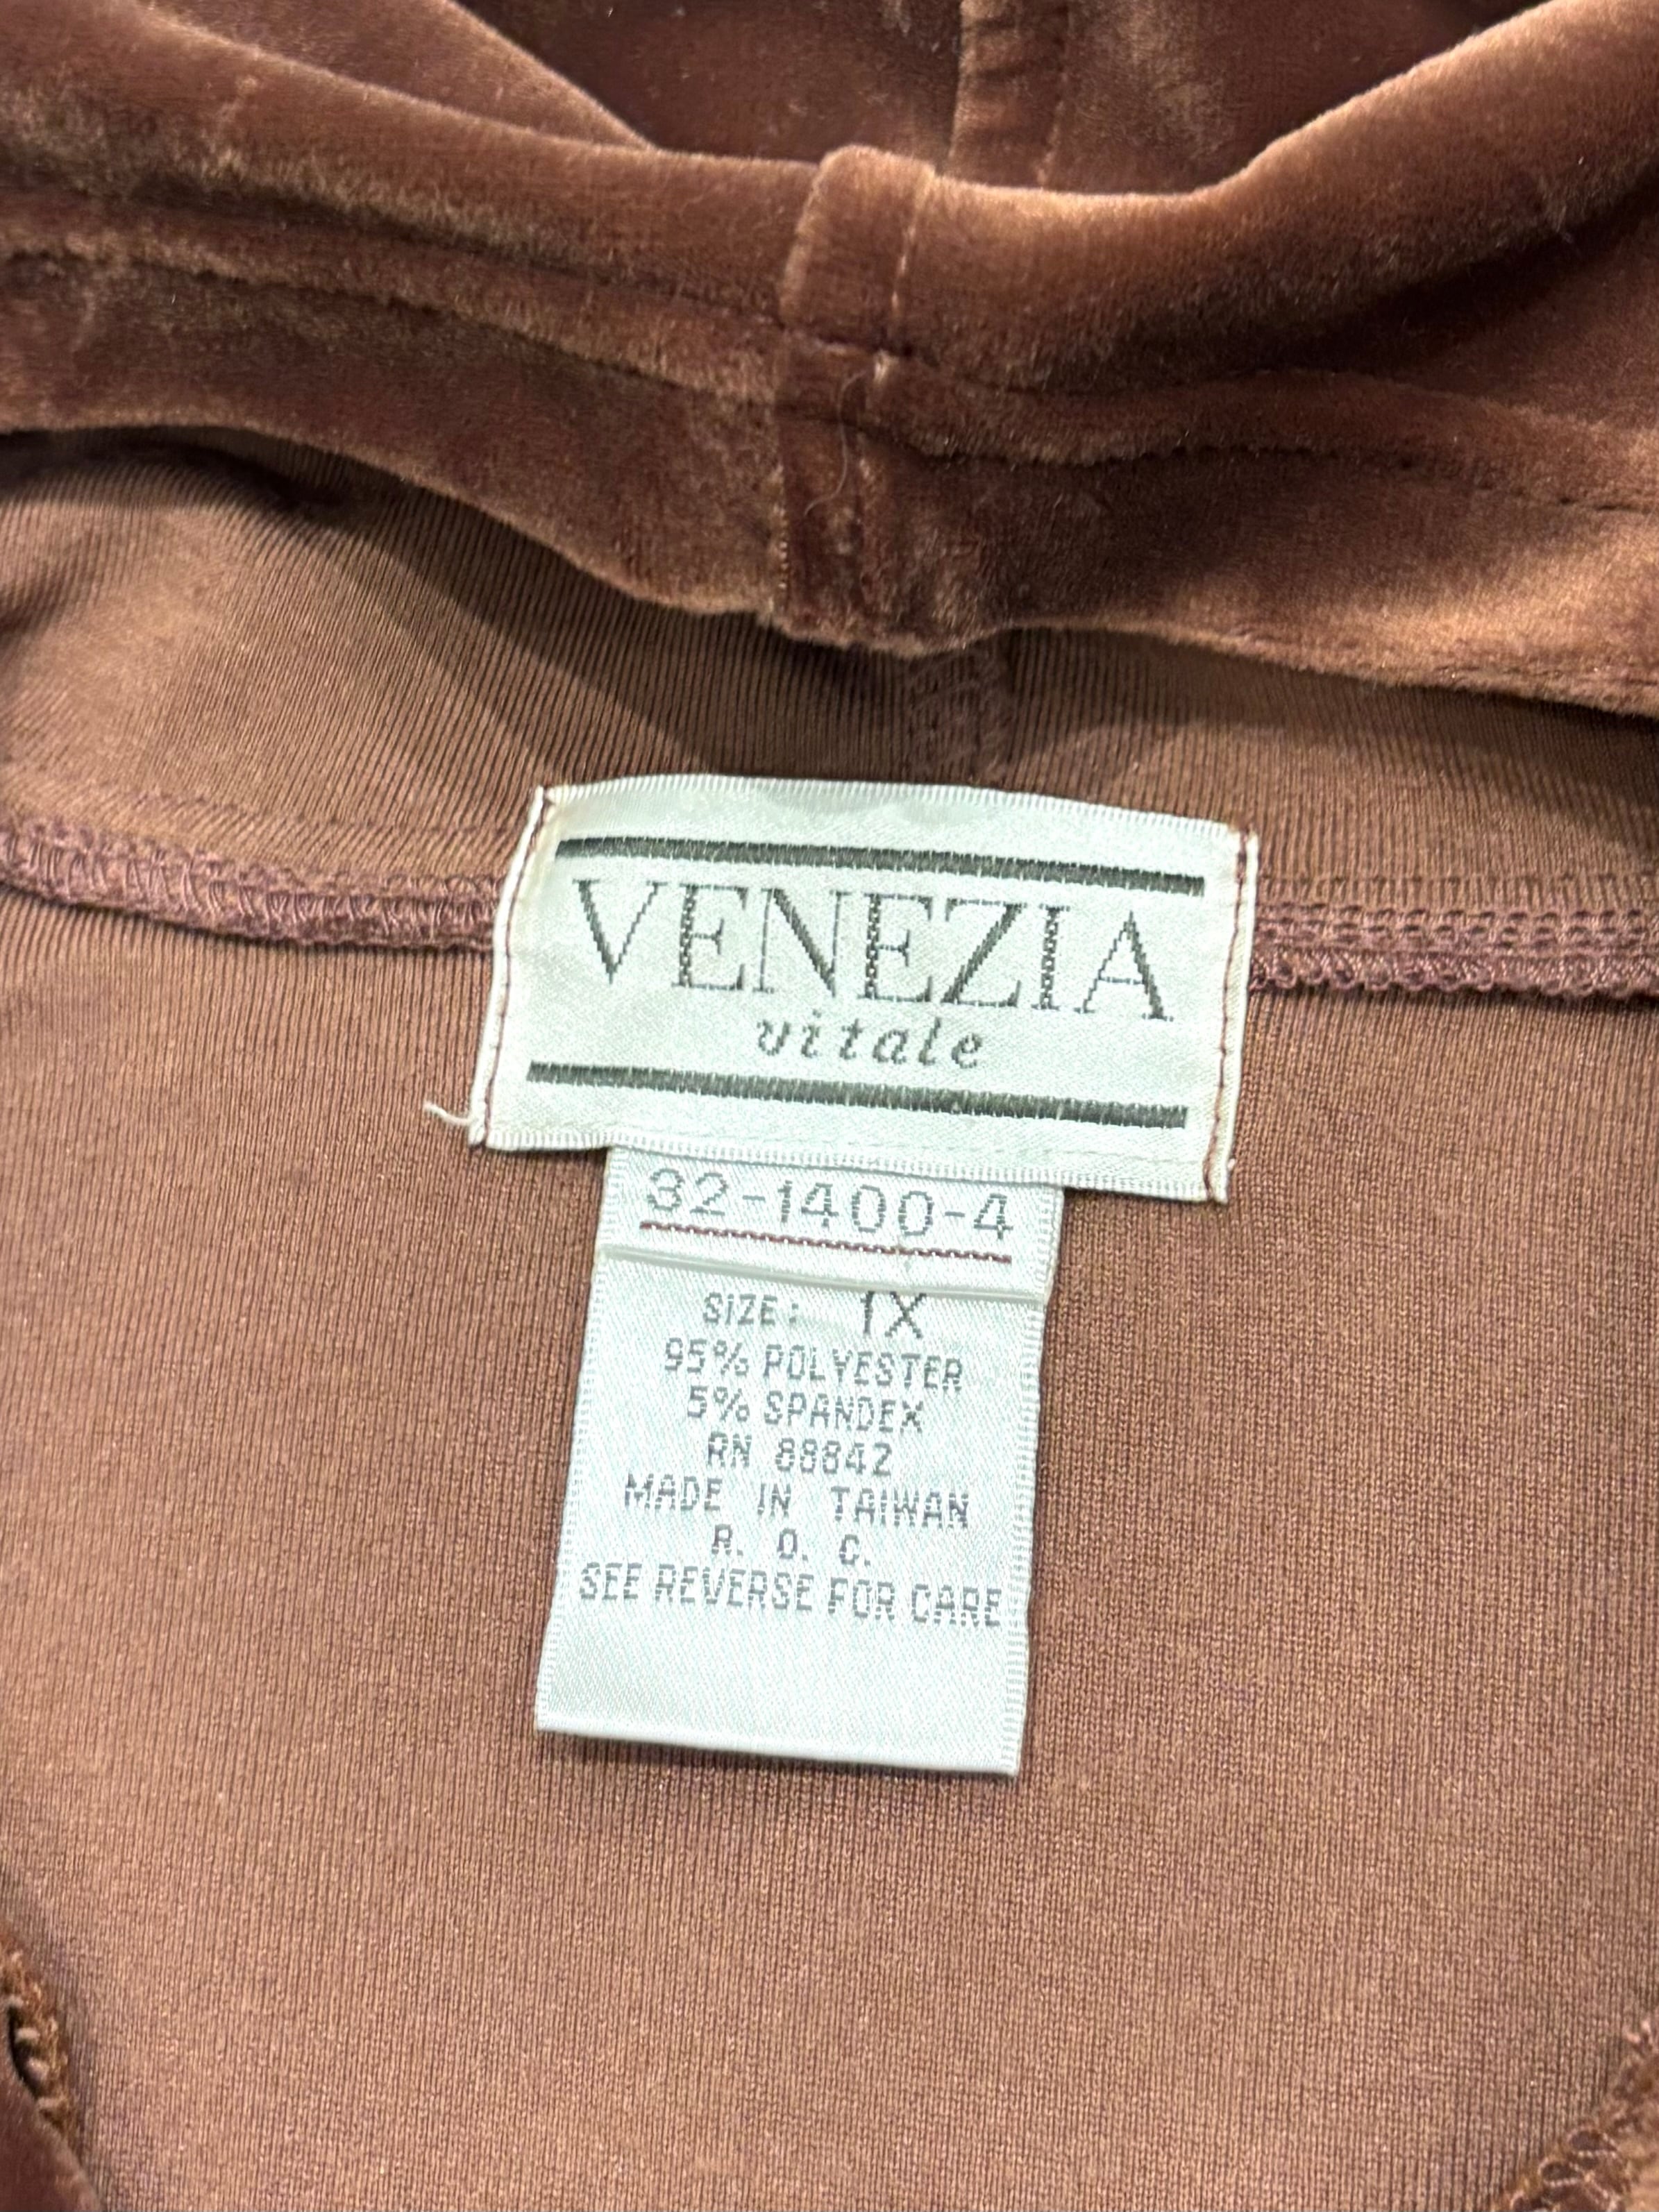 VENEZIA
vitale
32-1400-4
SIZE: 1X
95% POLYESTER
5% SPANDEX
RN 88842
MADE IN TAIWAN
R. O. C.
SEE REVERSE FOR CARE